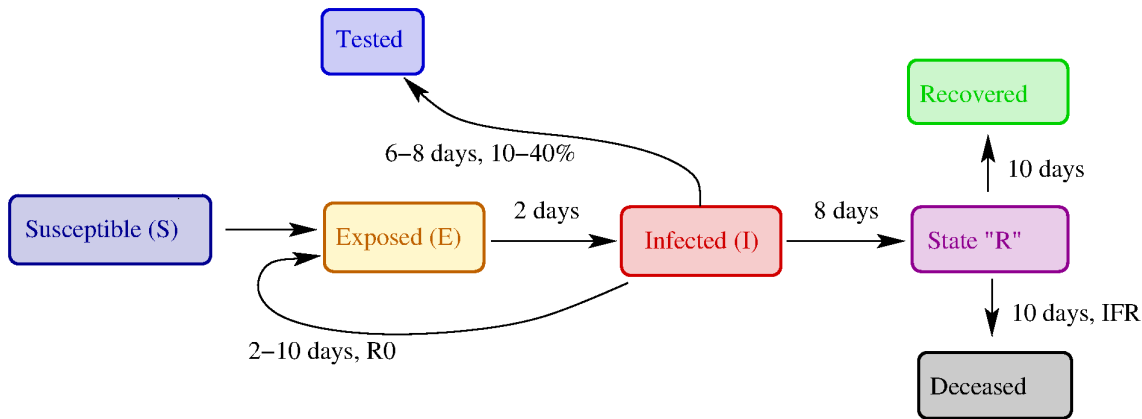 Tested
Recovered
6−8 days, 10−40%
10 days
Susceptible (S)
Exposed (E)
2 days
Infected (I)
8 days
State "R"
10 days, IFR
2−10 days, R0
Deceased